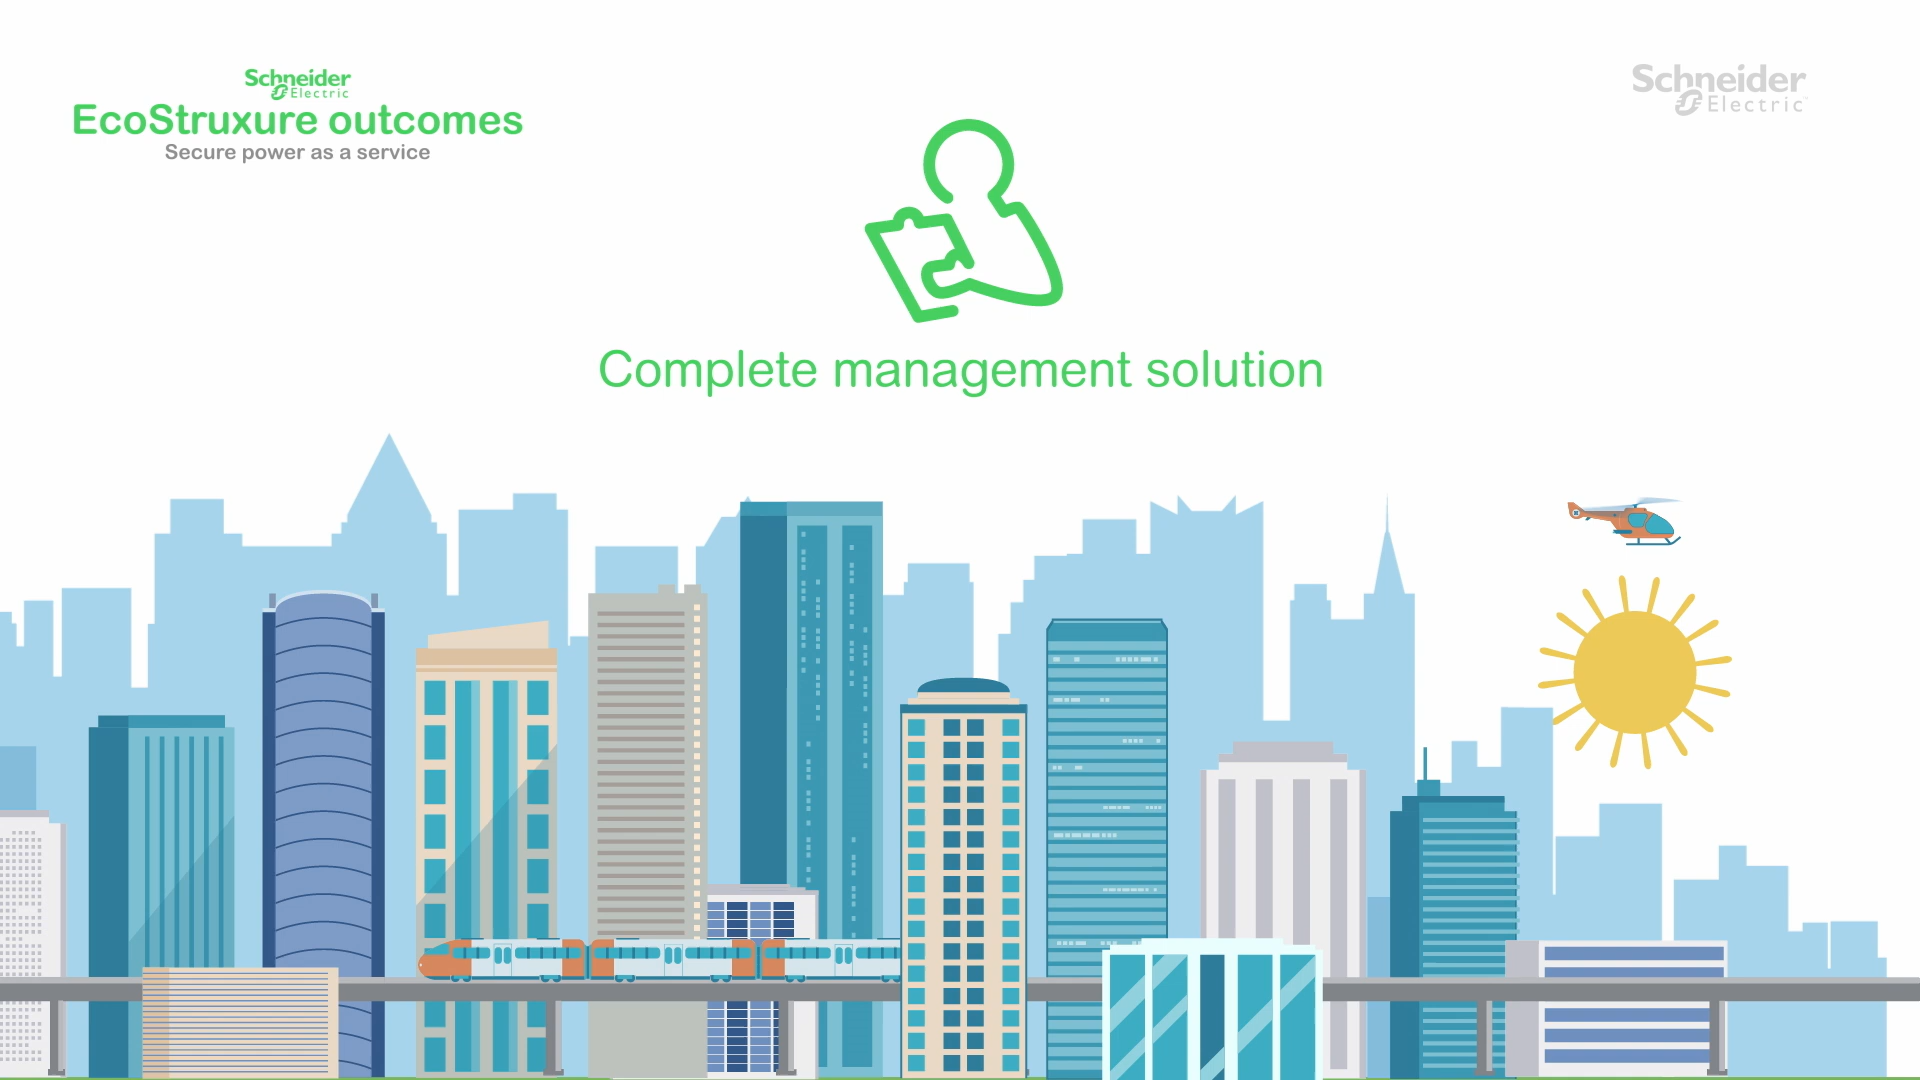 Schneider
Electric
EcoStruxure outcomes
Secure power as a service
Schneider
Electric
Complete management solution